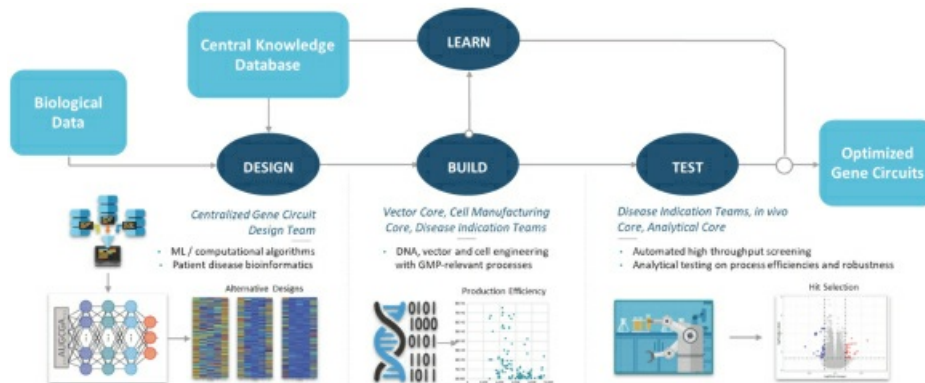 Central Knowledge
Database
LEARN
Biological
Data
DESIGN
BUILD
TEST
Optimized
Gene Circuits
Centralized Gene Circuit
Design Team
• ML / computational algorithms
• Patient disease bioinformatics
Vector Core, Cell Manufacturing
Core, Disease Indication Teams
• DNA, vector and cell engineering
with GMP-relevant processes
Disease Indication Teams, in vivo
Core, Analytical Core
• Automated high throughput screening
• Analytical testing on process efficiencies and robustness
AUGCGA
Alternative Designs
0101
1000
0101
1101
1011
Production Efficiency
Hit Selection